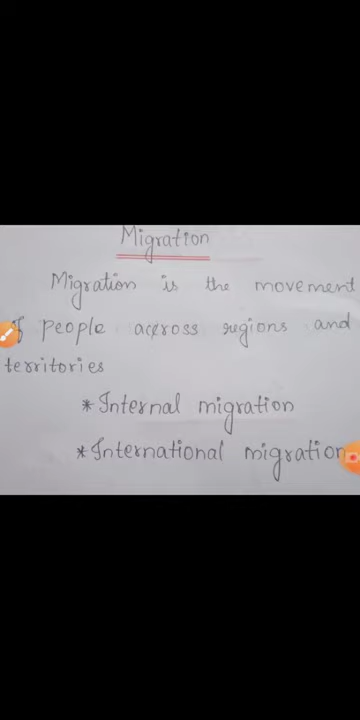 Migration
Migration is the movement
of people across regions and
territories
*Internal migration
*International migration